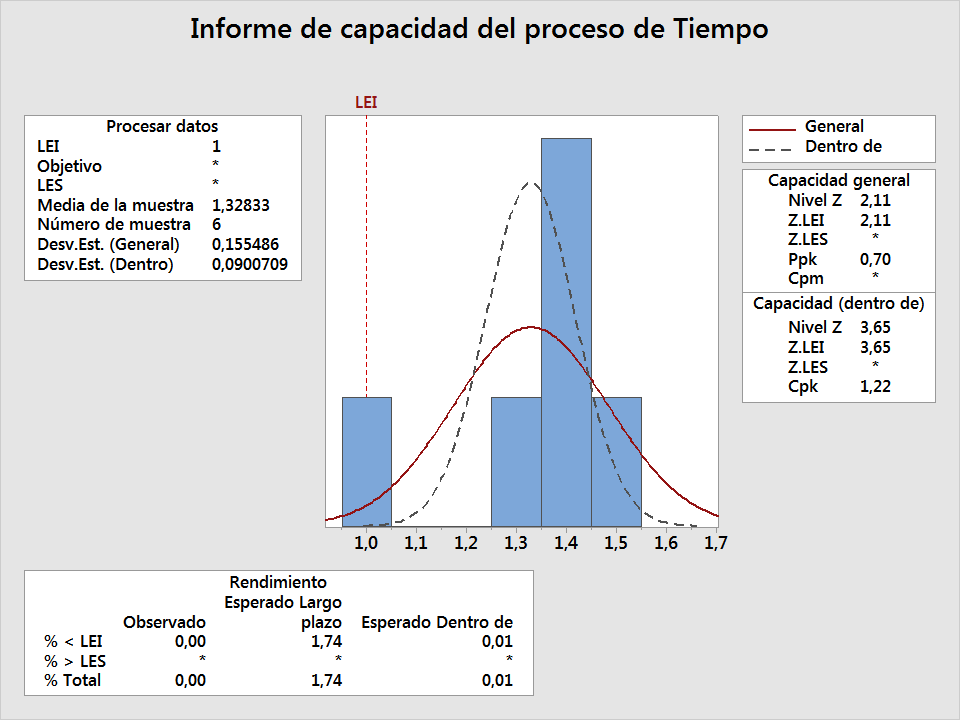 Informe de capacidad del proceso de Tiempo
LEI
Procesar datos
LEI 1
Objetivo *
LES *
Media de la muestra 1,32833
Número de muestra 6
Desv.Est. (General) 0,155486
Desv.Est. (Dentro) 0,0900709
General
Dentro de
Capacidad general
Nivel Z 2,11
Z.LEI 2,11
Z.LES *
Ppk 0,70
Cpm *
Capacidad (dentro de)
Nivel Z 3,65
Z.LEI 3,65
Z.LES *
Cpk 1,22
1,0 1,1 1,2 1,3 1,4 1,5 1,6 1,7
Rendimiento
Esperado Largo
Observado plazo Esperado Dentro de
% < LEI 0,00 1,74 0,01
% > LES * * *
% Total 0,00 1,74 0,01